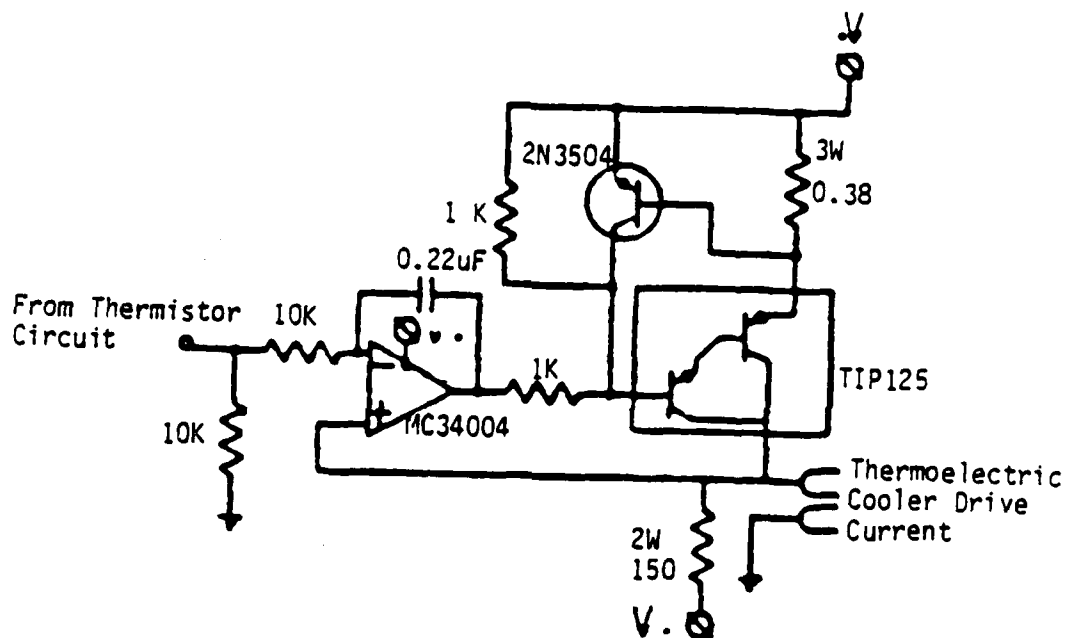 .V
2N3504
3W
0.38
1 K
0.22uF
From Thermistor
Circuit
10K
v .
1K
TIP125
MC34004
10K
Thermoelectric
Cooler Drive
Current
2W
150
V .